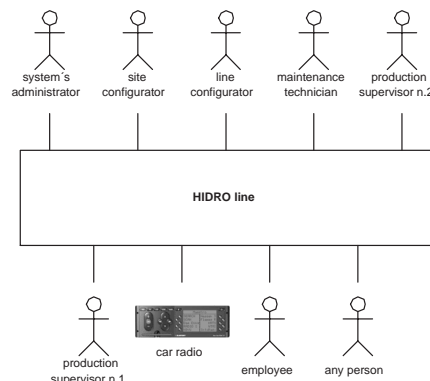 system´s
administrator
site
configurator
line
configurator
maintenance
technician
production
supervisor n.2
HIDRO line
production
supervisor n.1
car radio
employee
any person